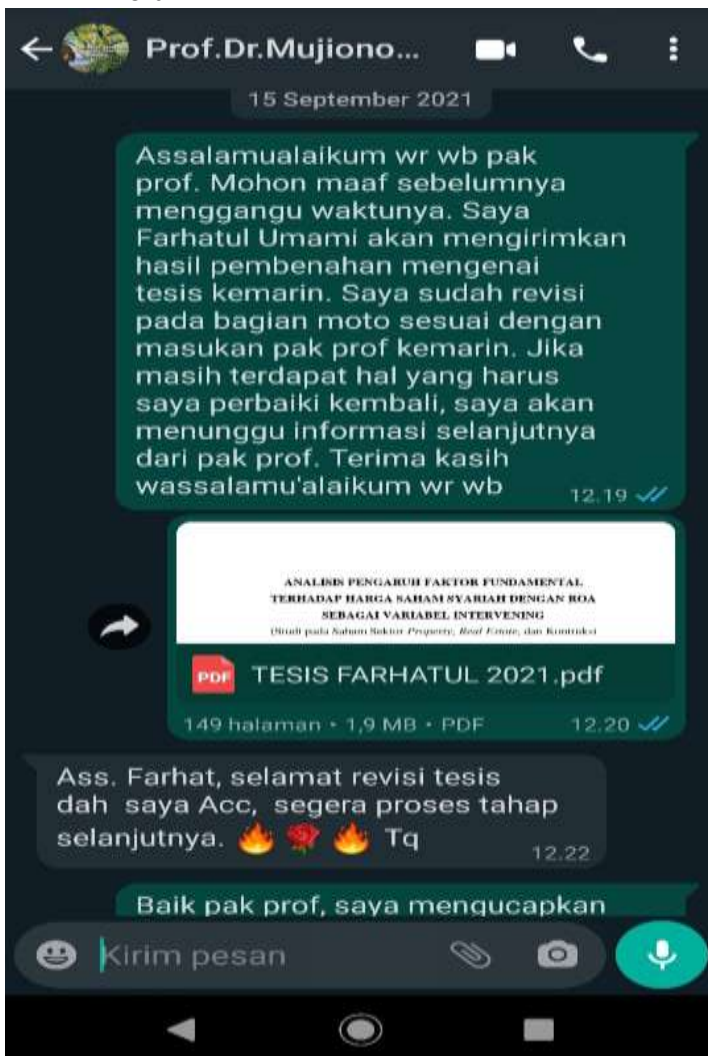 Prof.Dr.Mujiono...
15 September 2021
Assalamualaikum wr wb pak
prof. Mohon maaf sebelumnya
menggangu waktunya. Saya
Farhatul Umami akan mengirimkan
hasil pembenahan mengenai
tesis kemarin. Saya sudah revisi
pada bagian moto sesuai dengan
masukan pak prof kemarin. Jika
masih terdapat hal yang harus
saya perbaiki kembali, saya akan
menunggu informasi selanjutnya
dari pak prof. Terima kasih
wassalamu'alaikum wr wb 12.19
ANALISIS PENGARUH FAKTOR FUNDAMENTAL
TERHADAP HARGA SAHAM SYARIAH DENGAN ROA
SEBAGAI VARIABEL INTERVENING
(Studi pada Saham Sektor Property, Real Estate, dan Kontruksi
PDF TESIS FARHATUL 2021.pdf
149 halaman • 1,9 MB • PDF 12.20
Ass. Farhat, selamat revisi tesis
dah saya Acc, segera proses tahap
selanjutnya. 🔥🌹🔥 Tq
12.22
Baik pak prof, saya mengucapkan
Kirim pesan